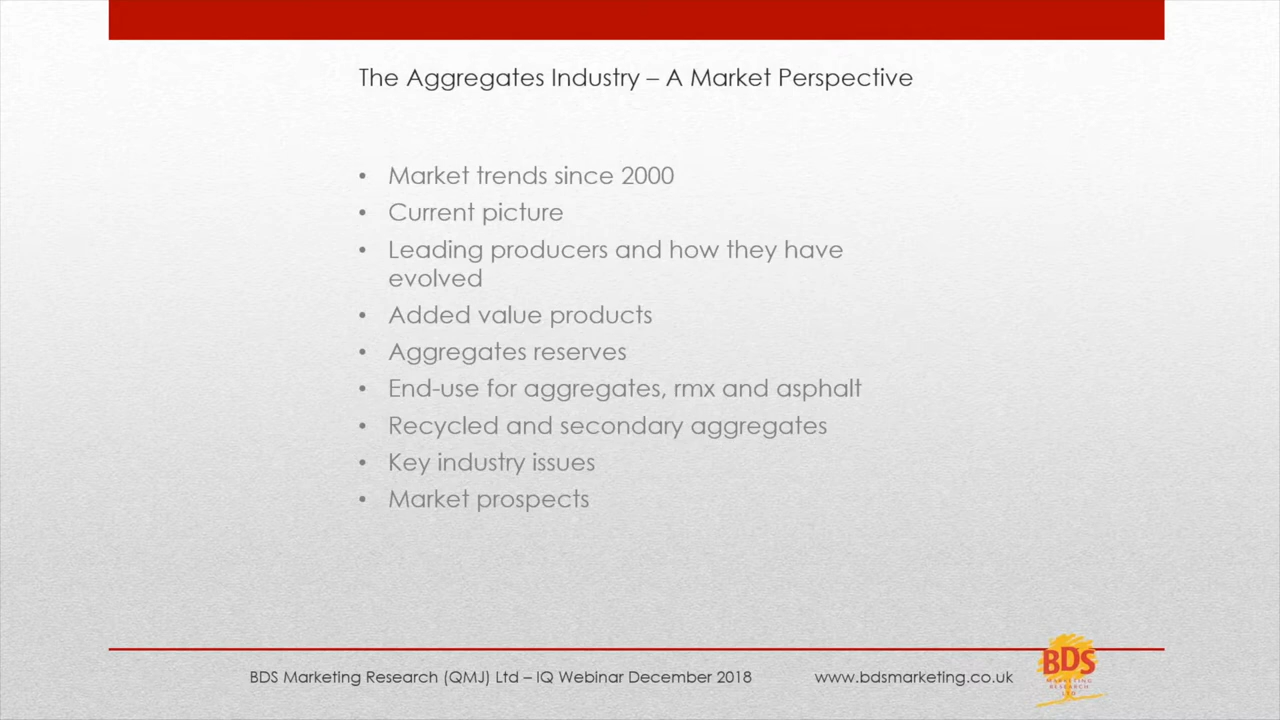 The Aggregates Industry – A Market Perspective
• Market trends since 2000
• Current picture
• Leading producers and how they have
evolved
• Added value products
• Aggregates reserves
• End-use for aggregates, rmx and asphalt
• Recycled and secondary aggregates
• Key industry issues
• Market prospects
BDS Marketing Research (QMJ) Ltd – IQ Webinar December 2018
www.bdsmarketing.co.uk
BDS
MARKETING
RESEARCH
LTD